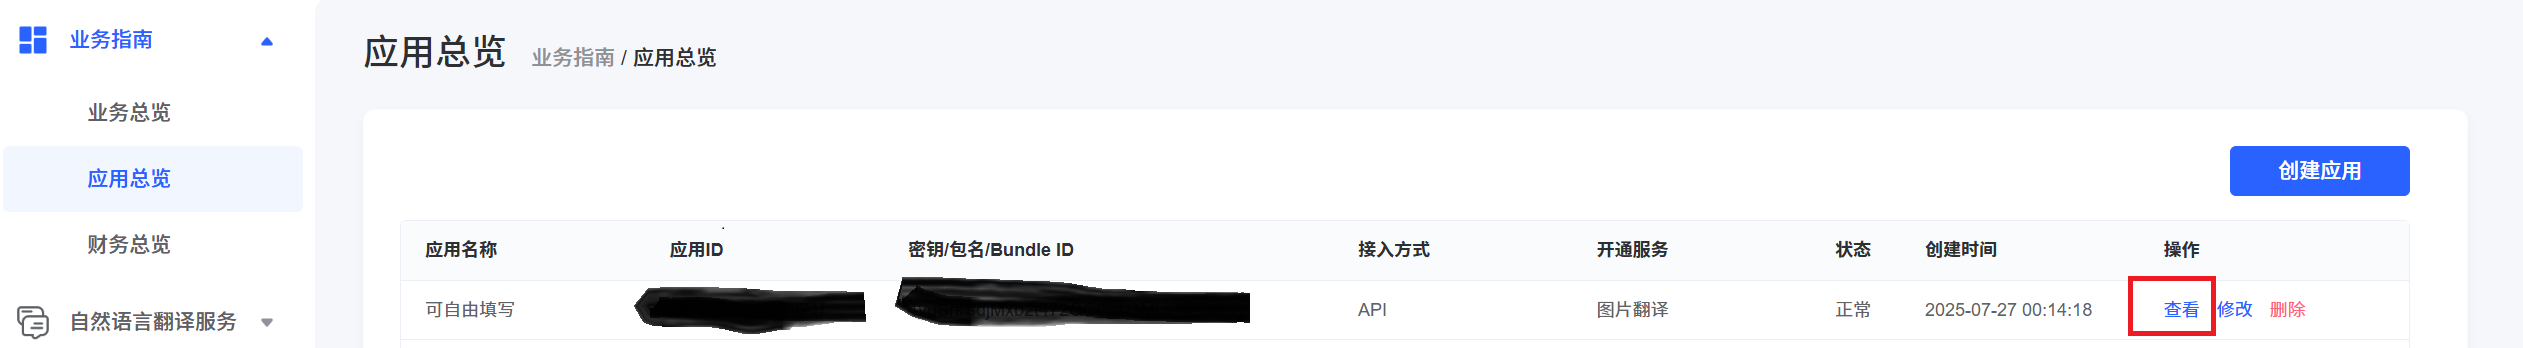 业务指南
业务总览
应用总览
财务总览
自然语言翻译服务
应用总览 业务指南 / 应用总览
创建应用
应用名称 应用ID 密钥/包名/Bundle ID 接入方式 开通服务 状态 创建时间 操作
可自由填写 API 图片翻译 正常 2025-07-27 00:14:18 查看 修改 删除